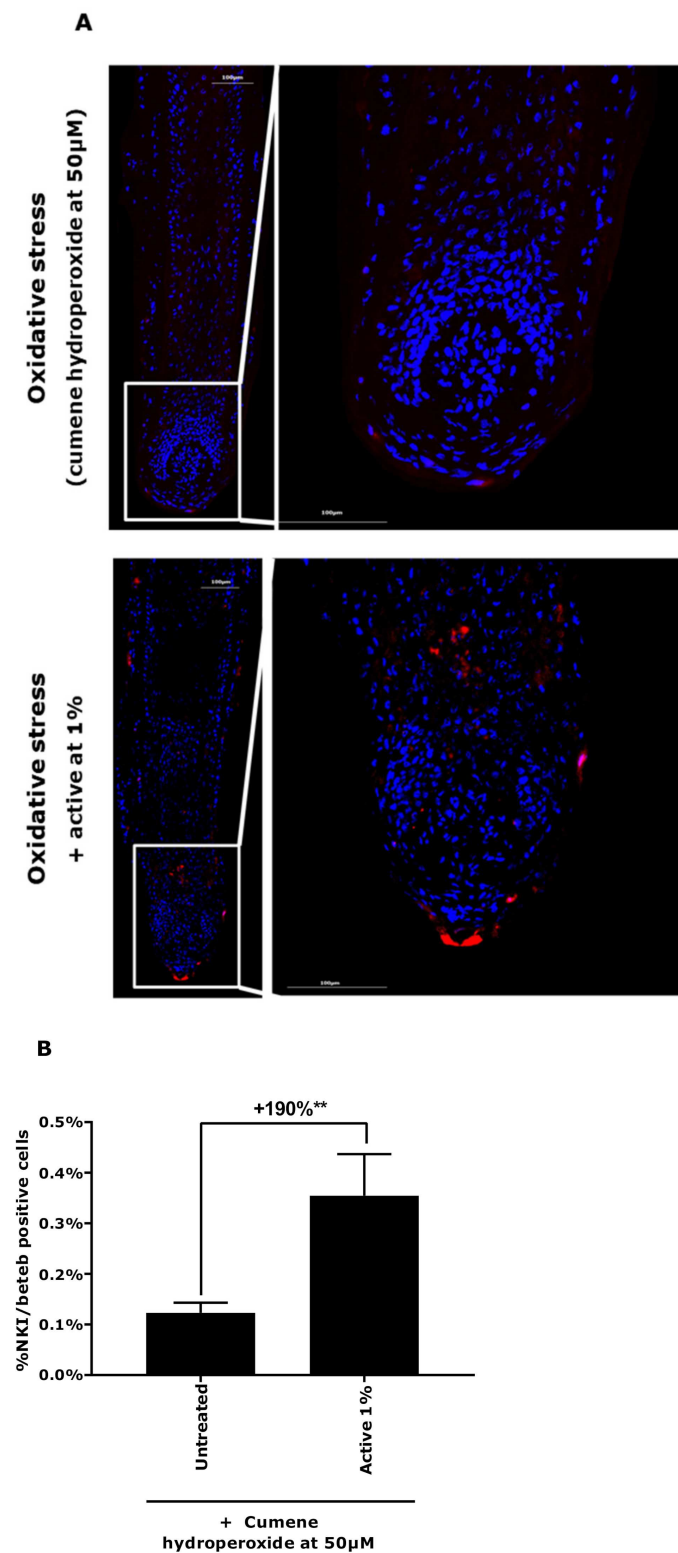 A
Oxidative stress
(cumene hydroperoxide at 50µM)
100µm
100µm
Oxidative stress
+ active at 1%
100µm
100µm
B
+190%**
%NKI/beteb positive cells
0.5%
0.4%
0.3%
0.2%
0.1%
0.0%
Untreated
Active 1%
+ Cumene
hydroperoxide at 50µM